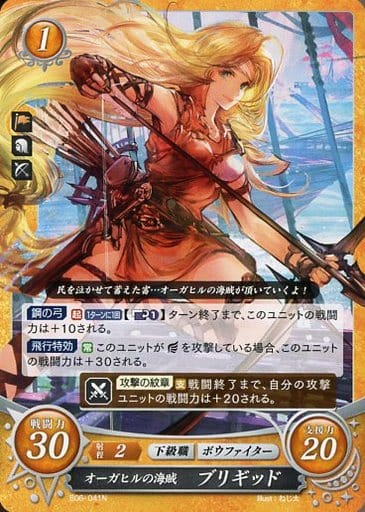 1
民を泣かせて蓄えた富…オーガヒルの海賊が頂いていくよ!
鋼の弓 起 1ターンに1回 【 1】ターン終了まで、このユニットの戦闘
力は+10される。
飛行特効 常 このユニットが を攻撃している場合、このユニッ
トの戦闘力は+30される。
攻撃の紋章 支 戦闘終了まで、自分の攻撃
ユニットの戦闘力は+20される。
戦闘力
30
射程 2
下級職
ボウファイター
支援力
20
オーガヒルの海賊 ブリギッド
B06-041N
Illust:ねじ太